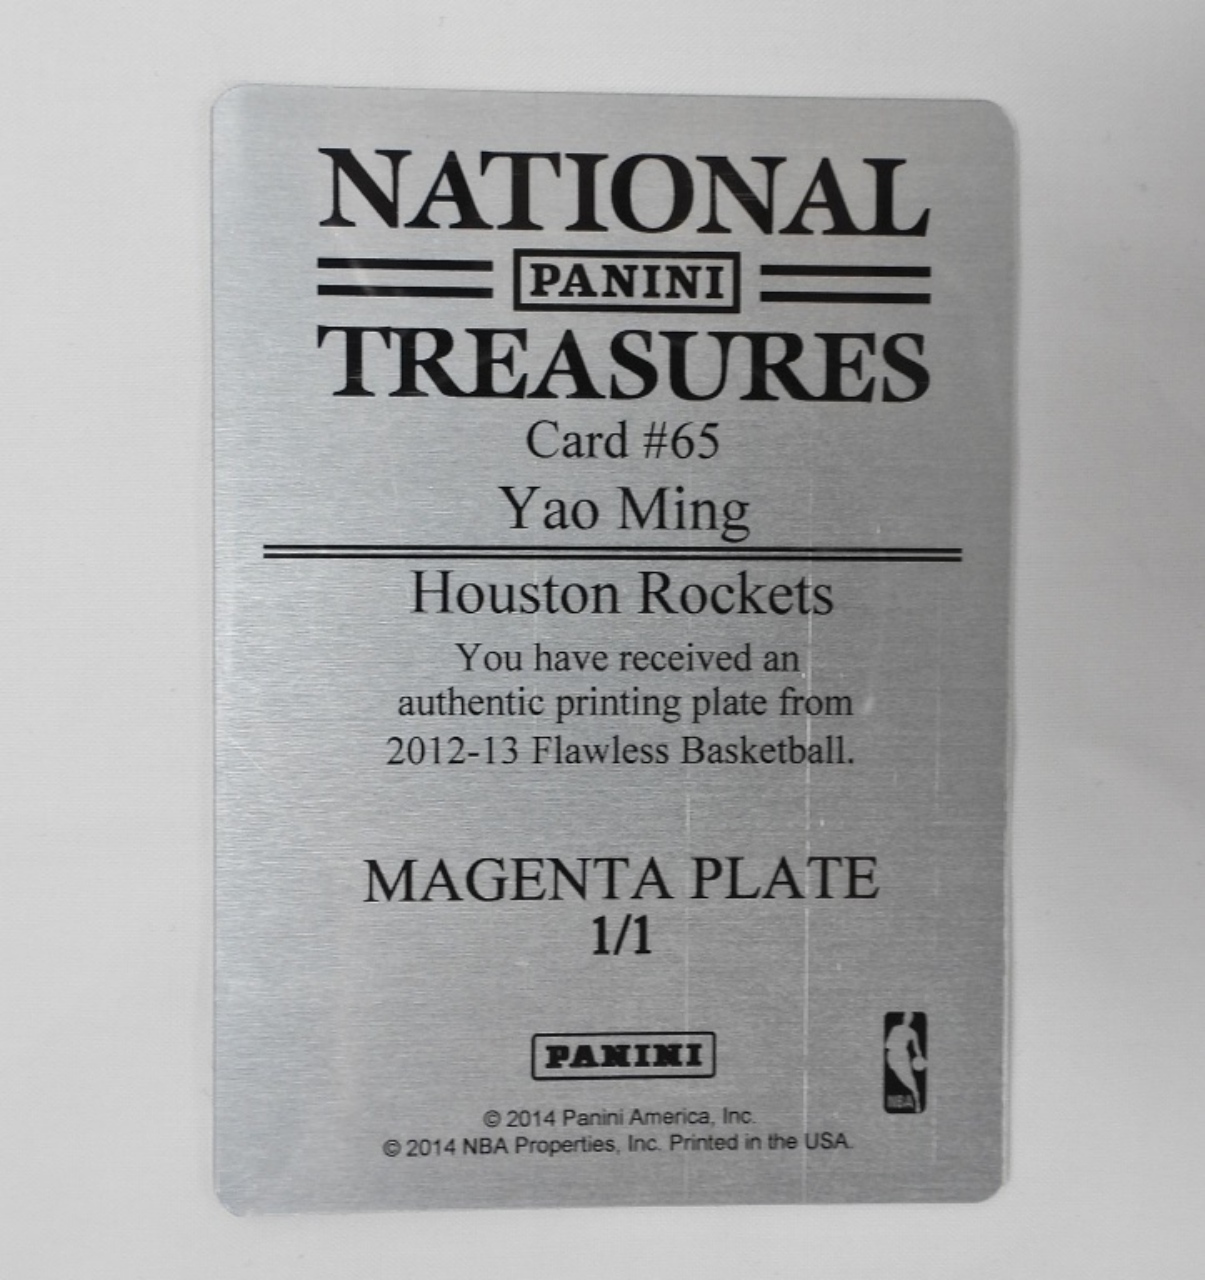 NATIONAL
PANINI
TREASURES
Card #65
Yao Ming
Houston Rockets
You have received an
authentic printing plate from
2012-13 Flawless Basketball.
MAGENTA PLATE
1/1
PANINI
NBA
© 2014 Panini America, Inc.
© 2014 NBA Properties, Inc. Printed in the USA.